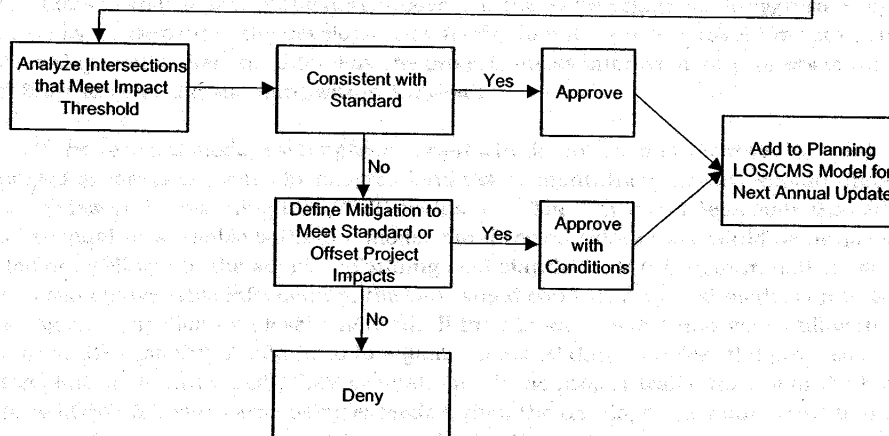 Analyze Intersections
that Meet Impact
Threshold
Consistent with
Standard
Yes
Approve
Add to Planning
LOS/CMS Model for
Next Annual Update
No
Define Mitigation to
Meet Standard or
Offset Project
Impacts
Yes
Approve
with
Conditions
No
Deny